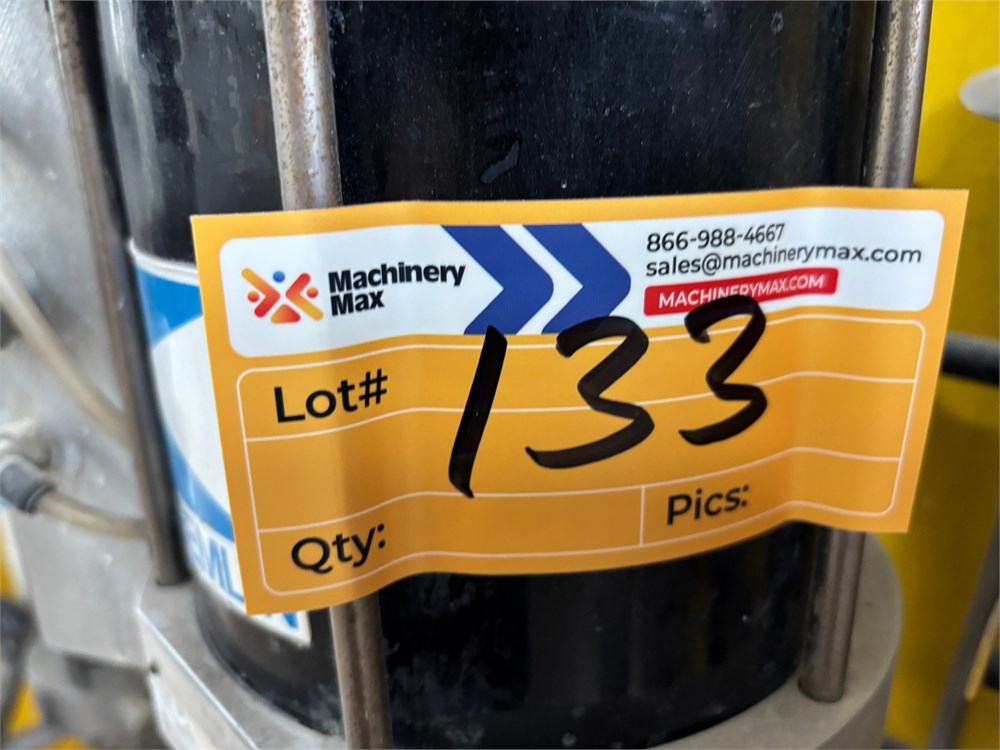 Machinery
Max
866-988-4667
sales@machinerymax.com
MACHINERYMAX.COM
Lot# 133
Qty:
Pics: